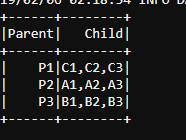 19/02/06 02:18:54 INFO DA
+------+--------+
|Parent|   Child|
+------+--------+
|    P1|C1,C2,C3|
|    P2|A1,A2,A3|
|    P3|B1,B2,B3|
+------+--------+